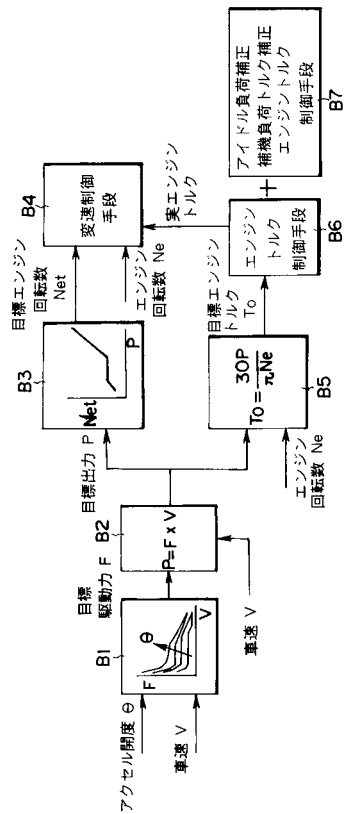 アクセル開度 θ
車速 V
B1
F
θ
V
目標
駆動力 F
B2
P=F×V
車速 V
目標出力 P
B3
Net
P
目標エンジン
回転数
Net
B4
変速制御
手段
エンジン
回転数 Ne
実エンジン
トルク
エンジン
回転数 Ne
To=30P/πNe
B5
目標エンジン
トルク
To
エンジン
トルク
制御手段
B6
+
アイドル負荷補正
補機負荷トルク補正
エンジントルク
制御手段
B7